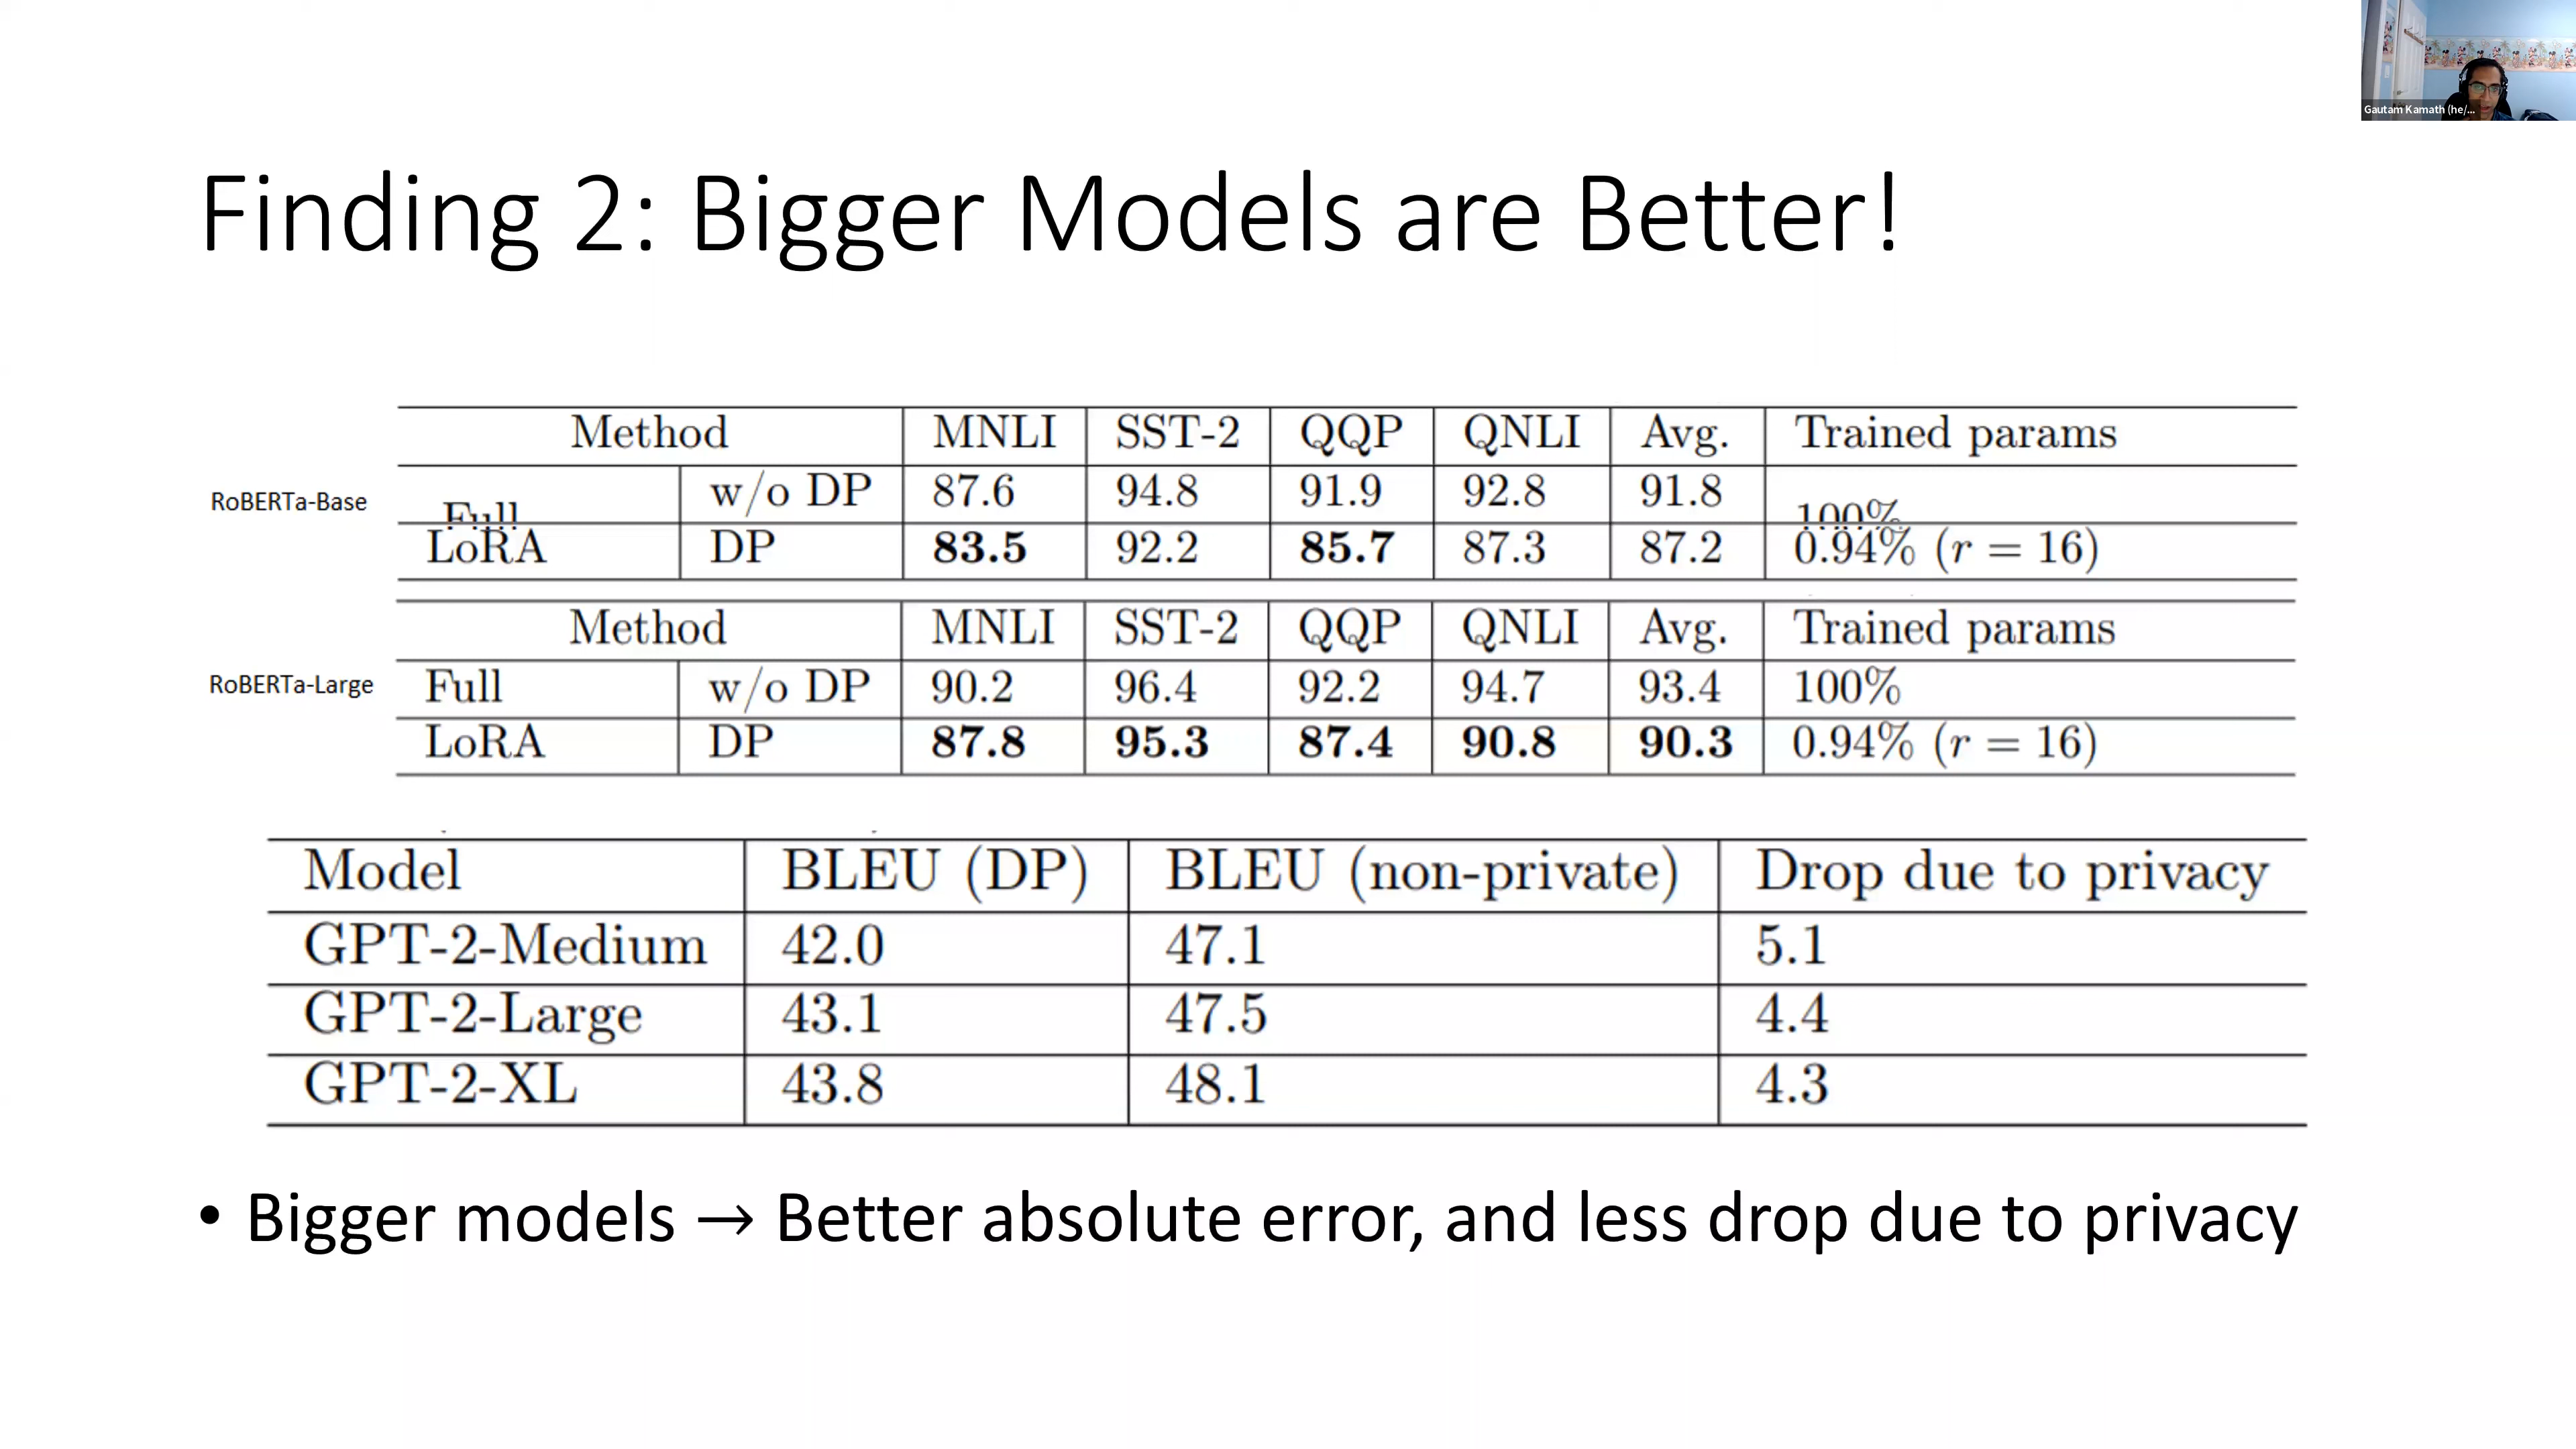 Gautam Kamath (he/...
Finding 2: Bigger Models are Better!
Method MNLI SST-2 QQP QNLI Avg. Trained params
RoBERTa-Base Full w/o DP 87.6 94.8 91.9 92.8 91.8 100%
LoRA DP 83.5 92.2 85.7 87.3 87.2 0.94% (r = 16)
Method MNLI SST-2 QQP QNLI Avg. Trained params
RoBERTa-Large Full w/o DP 90.2 96.4 92.2 94.7 93.4 100%
LoRA DP 87.8 95.3 87.4 90.8 90.3 0.94% (r = 16)
Model BLEU (DP) BLEU (non-private) Drop due to privacy
GPT-2-Medium 42.0 47.1 5.1
GPT-2-Large 43.1 47.5 4.4
GPT-2-XL 43.8 48.1 4.3
• Bigger models → Better absolute error, and less drop due to privacy